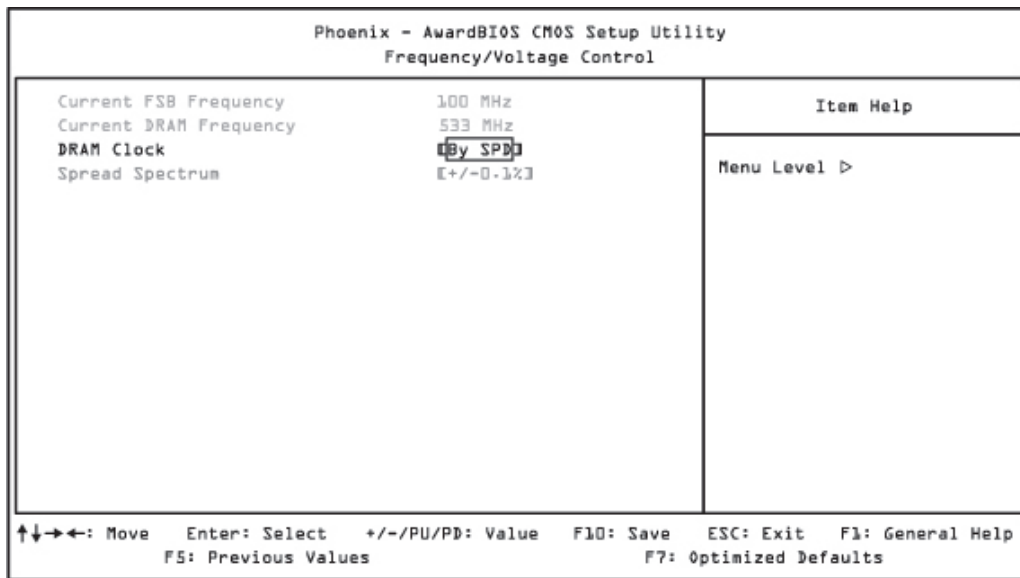 Phoenix - AwardBIOS CMOS Setup Utility
Frequency/Voltage Control
Current FSB Frequency 100 MHz
Current DRAM Frequency 533 MHz
DRAM Clock [By SPD]
Spread Spectrum [+/-0.1%]
Item Help
Menu Level ▷
↑↓→←: Move Enter: Select +/-/PU/PD: Value F10: Save ESC: Exit F1: General Help
F5: Previous Values F7: Optimized Defaults